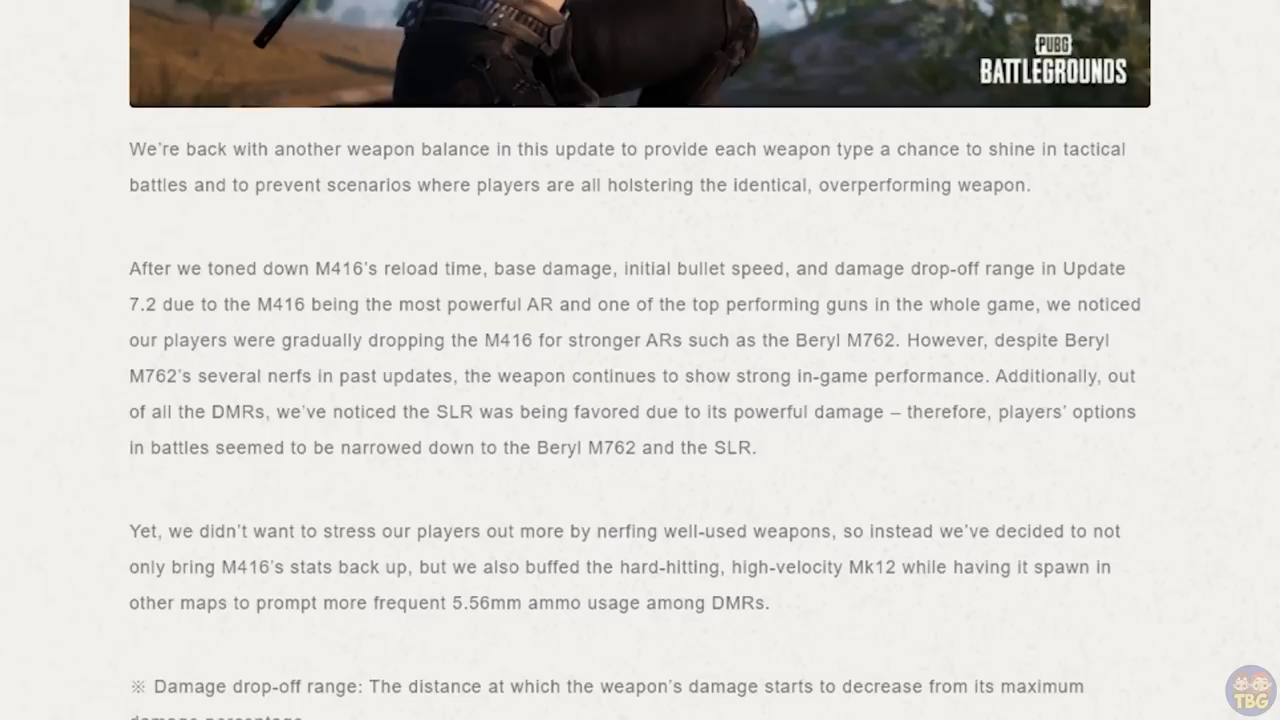 PUBG
BATTLEGROUNDS
We’re back with another weapon balance in this update to provide each weapon type a chance to shine in tactical
battles and to prevent scenarios where players are all holstering the identical, overperforming weapon.
After we toned down M416’s reload time, base damage, initial bullet speed, and damage drop-off range in Update
7.2 due to the M416 being the most powerful AR and one of the top performing guns in the whole game, we noticed
our players were gradually dropping the M416 for stronger ARs such as the Beryl M762. However, despite Beryl
M762’s several nerfs in past updates, the weapon continues to show strong in-game performance. Additionally, out
of all the DMRs, we’ve noticed the SLR was being favored due to its powerful damage – therefore, players’ options
in battles seemed to be narrowed down to the Beryl M762 and the SLR.
Yet, we didn’t want to stress our players out more by nerfing well-used weapons, so instead we’ve decided to not
only bring M416’s stats back up, but we also buffed the hard-hitting, high-velocity Mk12 while having it spawn in
other maps to prompt more frequent 5.56mm ammo usage among DMRs.
※ Damage drop-off range: The distance at which the weapon’s damage starts to decrease from its maximum
damage percentage.
TBG